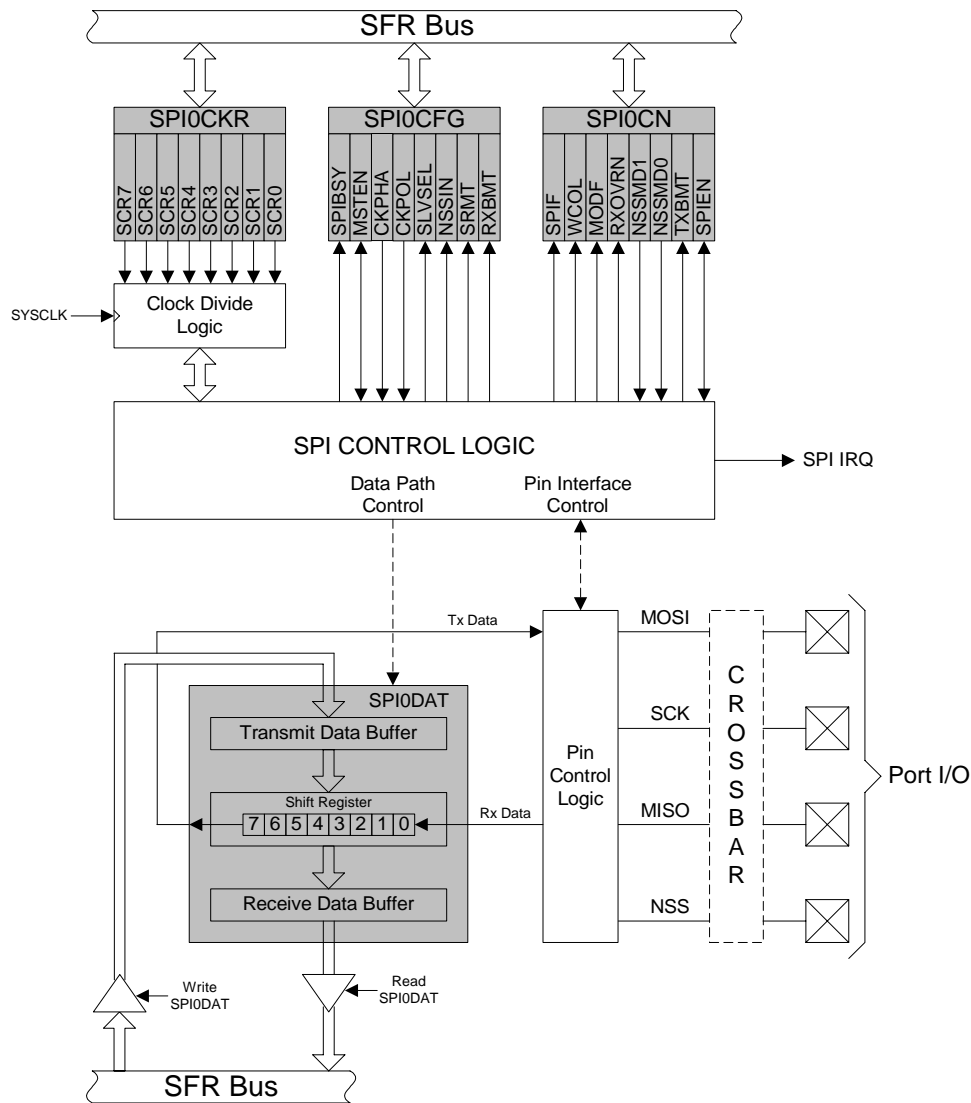 SFR Bus
SPI0CKR
SPI0CFG
SPI0CN
SCR7
SCR6
SCR5
SCR4
SCR3
SCR2
SCR1
SCR0
SPIBSY
MSTEN
CKPHA
CKPOL
SLVSEL
NSSIN
SRMT
RXBMT
SPIF
WCOL
MODF
RXOVRN
NSSMD1
NSSMD0
TXBMT
SPIEN
SYSCLK
Clock Divide
Logic
SPI CONTROL LOGIC
SPI IRQ
Data Path
Control
Pin Interface
Control
Tx Data
MOSI
SPI0DAT
Transmit Data Buffer
SCK
Shift Register
7 6 5 4 3 2 1 0
Rx Data
Pin
Control
Logic
MISO
CROSSBAR
Port I/O
Receive Data Buffer
NSS
Write
SPI0DAT
Read
SPI0DAT
SFR Bus